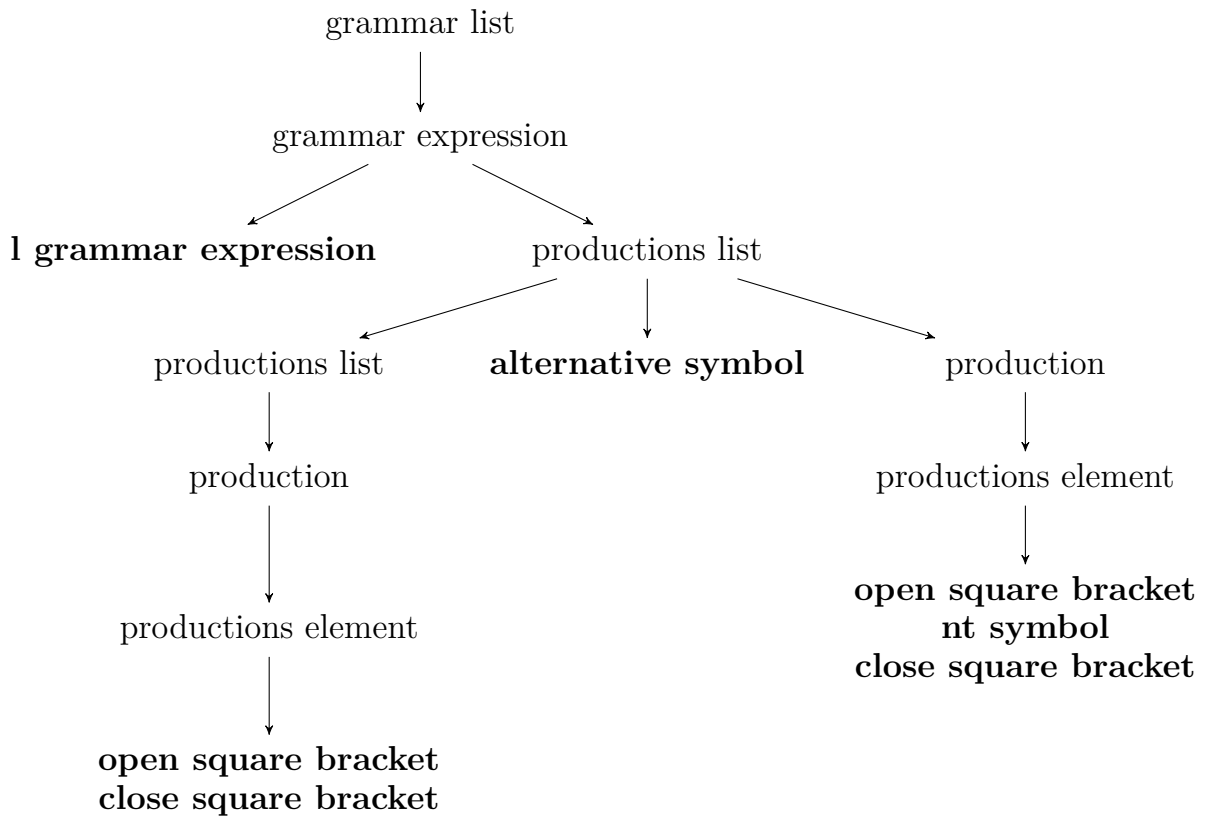 grammar list
grammar expression
l grammar expression
productions list
productions list
alternative symbol
production
production
productions element
open square bracket
nt symbol
close square bracket
productions element
open square bracket
close square bracket